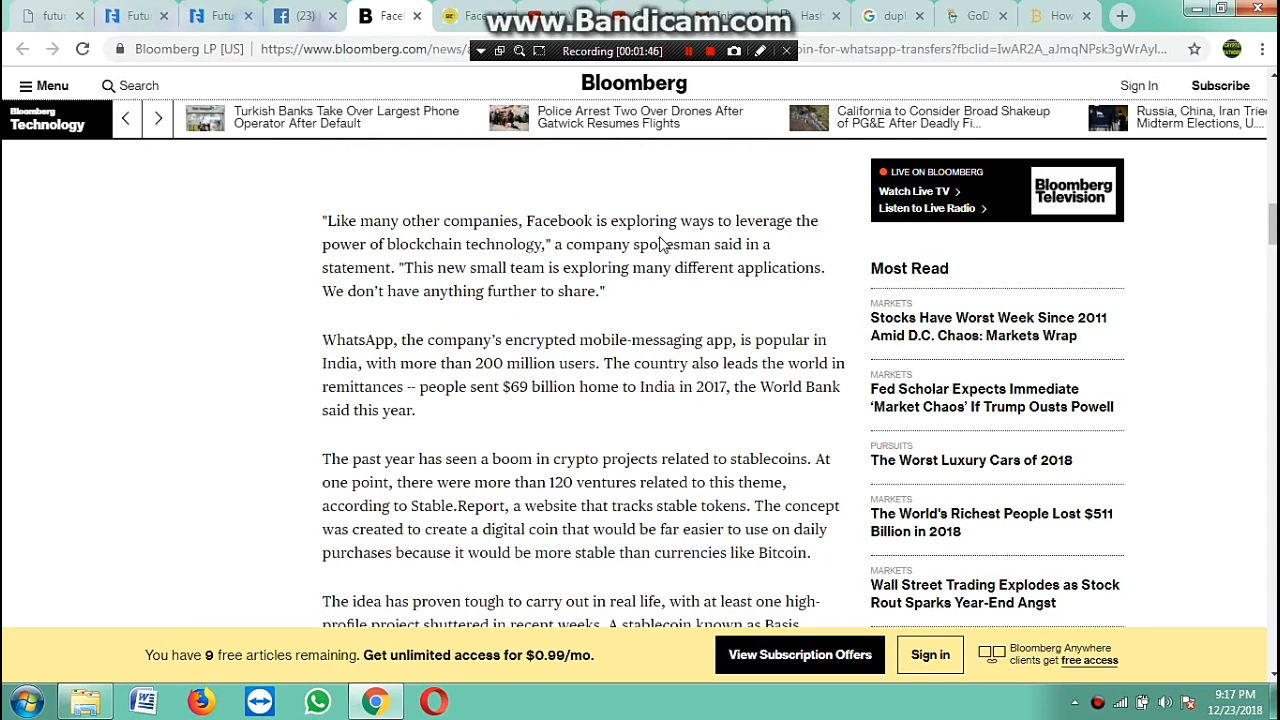 www.Bandicam.com
futur
Futur
Futur
(23)
Face
Fac
Hash
dupl
GoD
How
Bloomberg LP [US]
https://www.bloomberg.com/news/a
Recording [00:01:46]
oin-for-whatsapp-transfers?fbclid=IwAR2A_aJmqNPsk3gWrAyl...
Menu
Search
Bloomberg
Sign In
Subscribe
Bloomberg
Technology
Turkish Banks Take Over Largest Phone
Operator After Default
Police Arrest Two Over Drones After
Gatwick Resumes Flights
California to Consider Broad Shakeup
of PG&E After Deadly Fi...
Russia, China, Iran Tried
Midterm Elections, U....
"Like many other companies, Facebook is exploring ways to leverage the
power of blockchain technology," a company spokesman said in a
statement. "This new small team is exploring many different applications.
We don't have anything further to share."
WhatsApp, the company's encrypted mobile-messaging app, is popular in
India, with more than 200 million users. The country also leads the world in
remittances -- people sent $69 billion home to India in 2017, the World Bank
said this year.
The past year has seen a boom in crypto projects related to stablecoins. At
one point, there were more than 120 ventures related to this theme,
according to Stable.Report, a website that tracks stable tokens. The concept
was created to create a digital coin that would be far easier to use on daily
purchases because it would be more stable than currencies like Bitcoin.
The idea has proven tough to carry out in real life, with at least one high-
profile project shuttered in recent weeks. A stablecoin known as Basis
LIVE ON BLOOMBERG
Watch Live TV
Listen to Live Radio
Bloomberg
Television
Most Read
MARKETS
Stocks Have Worst Week Since 2011
Amid D.C. Chaos: Markets Wrap
MARKETS
Fed Scholar Expects Immediate
'Market Chaos' If Trump Ousts Powell
PURSUITS
The Worst Luxury Cars of 2018
MARKETS
The World's Richest People Lost $511
Billion in 2018
MARKETS
Wall Street Trading Explodes as Stock
Rout Sparks Year-End Angst
You have 9 free articles remaining. Get unlimited access for $0.99/mo.
View Subscription Offers
Sign in
Bloomberg Anywhere
clients get free access
9:17 PM
12/23/2018